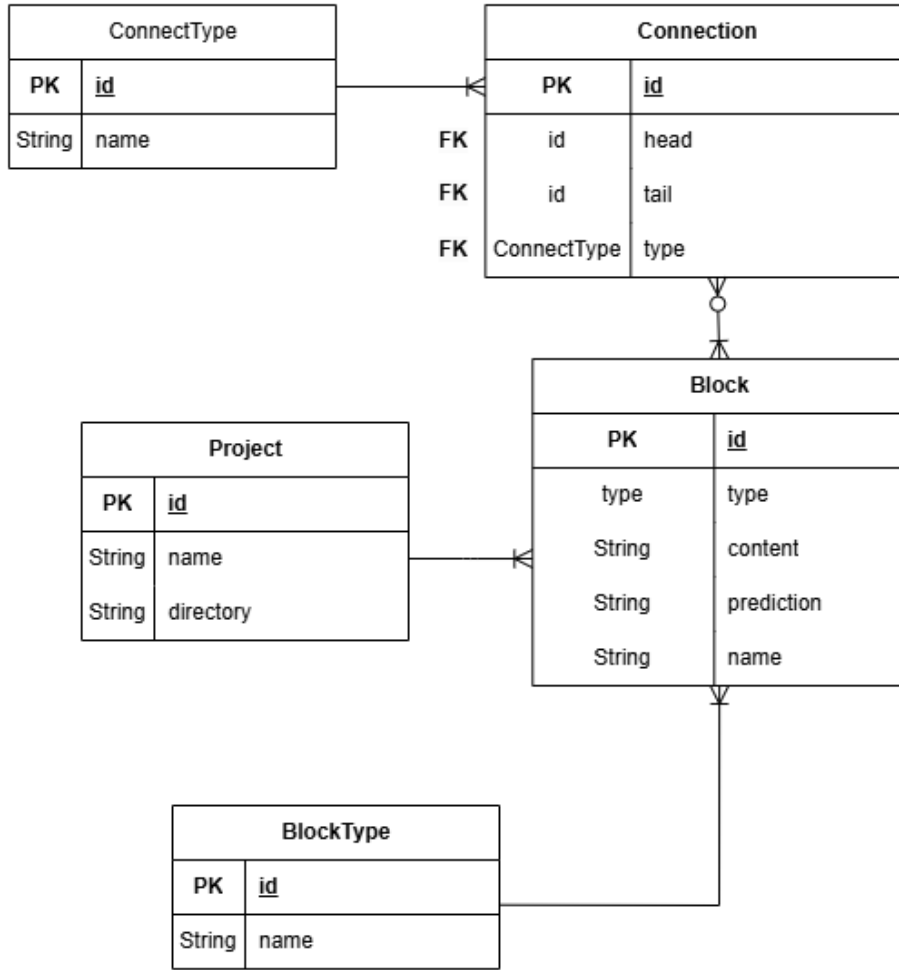 ConnectType
PK id
String name
Connection
PK id
FK id head
FK id tail
FK ConnectType type
Block
PK id
type type
String content
String prediction
String name
Project
PK id
String name
String directory
BlockType
PK id
String name